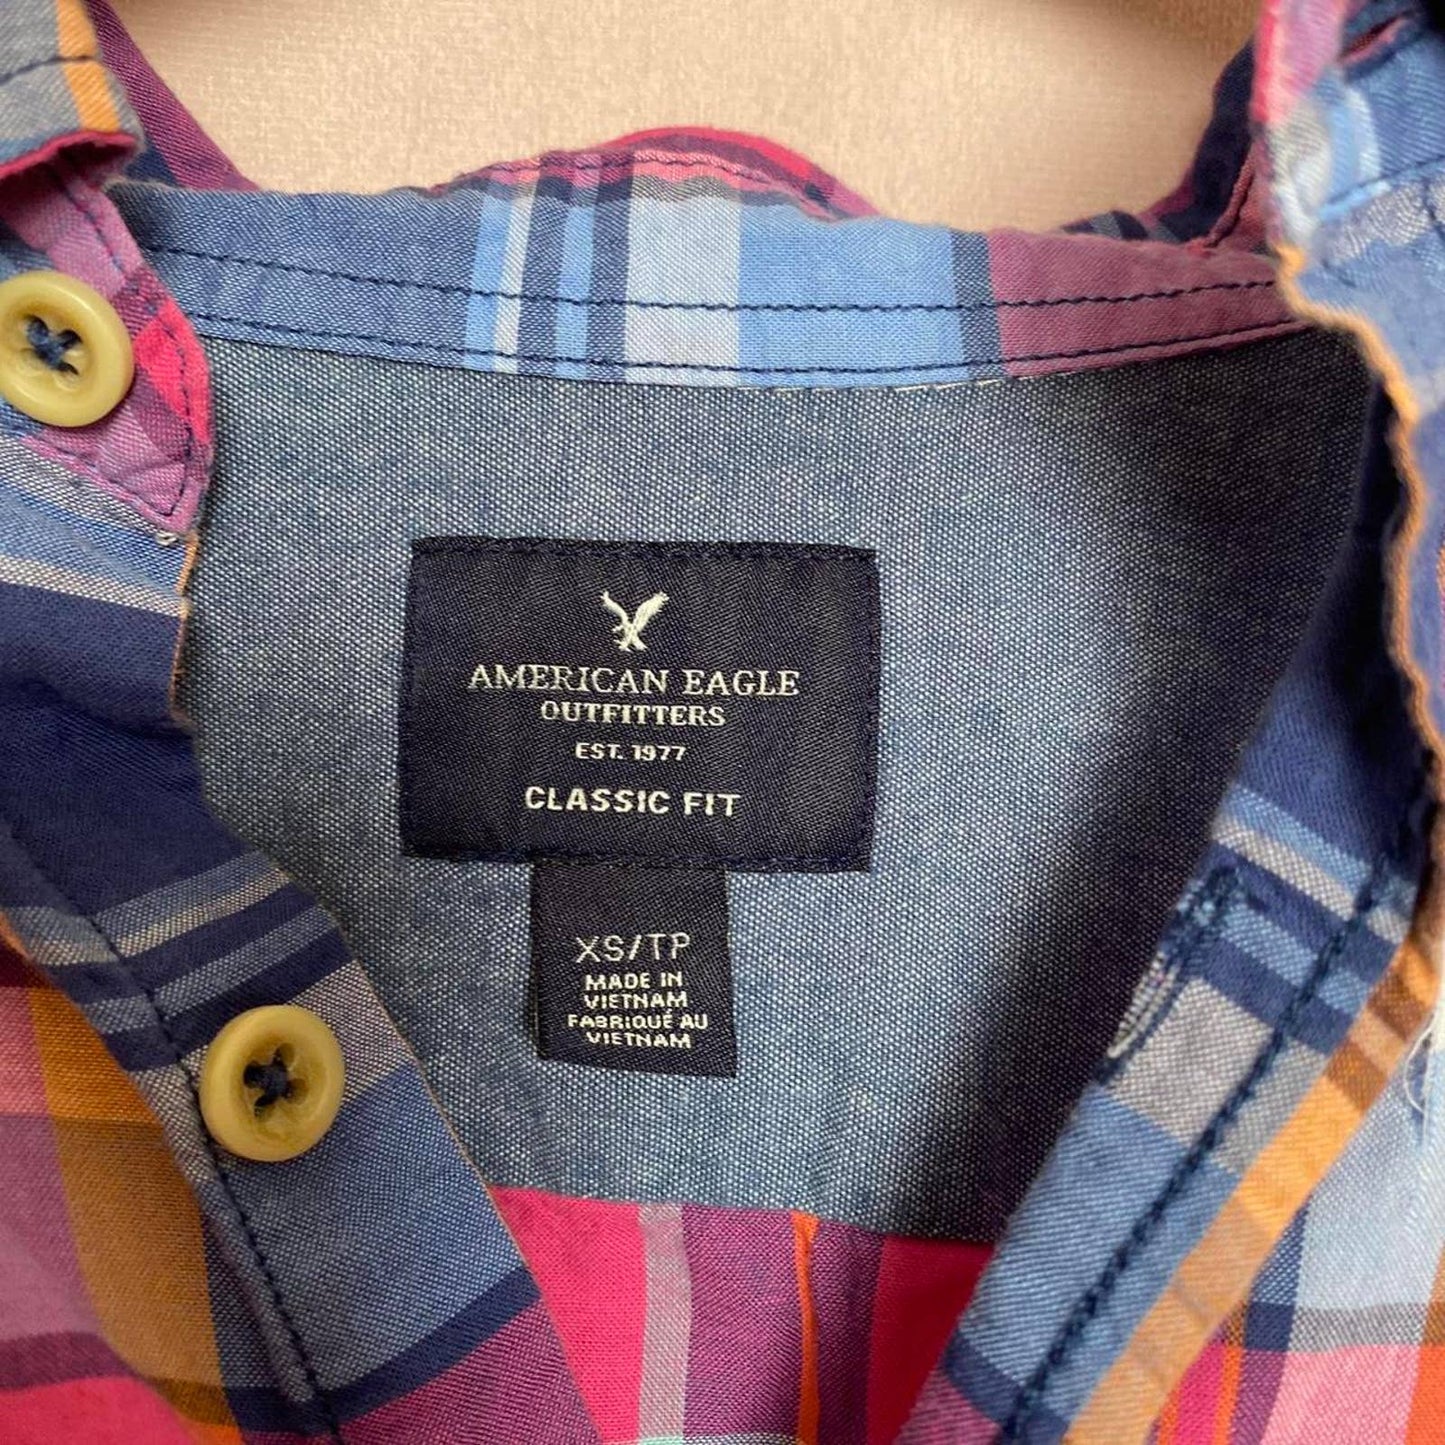 AMERICAN EAGLE
OUTFITTERS
EST. 1977
CLASSIC FIT
XS/TP
MADE IN
VIETNAM
FABRIQUÉ AU
VIETNAM